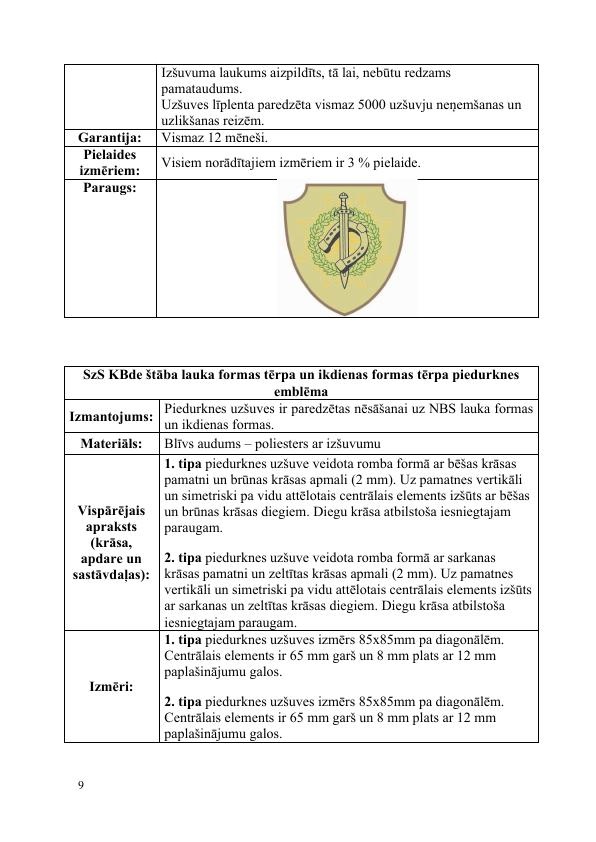 Izšuvuma laukums aizpildīts, tā lai, nebūtu redzams
pamataudums.
Uzšuves līplenta paredzēta vismaz 5000 uzšuvju neņemšanas un
uzlikšanas reizēm.
Garantija: Vismaz 12 mēneši.
Pielaides
izmēriem:
Visiem norādītajiem izmēriem ir 3 % pielaide.
Paraugs:
SzS KBde štāba lauka formas tērpa un ikdienas formas tērpa piedurknes
emblēma
Izmantojums:
Piedurknes uzšuves ir paredzētas nēsāšanai uz NBS lauka formas
un ikdienas formas.
Materiāls: Blīvs audums – poliesters ar izšuvumu
Vispārējais
apraksts
(krāsa,
apdare un
sastāvdaļas):
1. tipa piedurknes uzšuve veidota romba formā ar bēšas krāsas
pamatni un brūnas krāsas apmali (2 mm). Uz pamatnes vertikāli
un simetriski pa vidu attēlotais centrālais elements izšūts ar bēšas
un brūnas krāsas diegiem. Diegu krāsa atbilstoša iesniegtajam
paraugam.
2. tipa piedurknes uzšuve veidota romba formā ar sarkanas
krāsas pamatni un zeltītas krāsas apmali (2 mm). Uz pamatnes
vertikāli un simetriski pa vidu attēlotais centrālais elements izšūts
ar sarkanas un zeltītas krāsas diegiem. Diegu krāsa atbilstoša
iesniegtajam paraugam.
Izmēri:
1. tipa piedurknes uzšuves izmērs 85x85mm pa diagonālēm.
Centrālais elements ir 65 mm garš un 8 mm plats ar 12 mm
paplašinājumu galos.
2. tipa piedurknes uzšuves izmērs 85x85mm pa diagonālēm.
Centrālais elements ir 65 mm garš un 8 mm plats ar 12 mm
paplašinājumu galos.
9